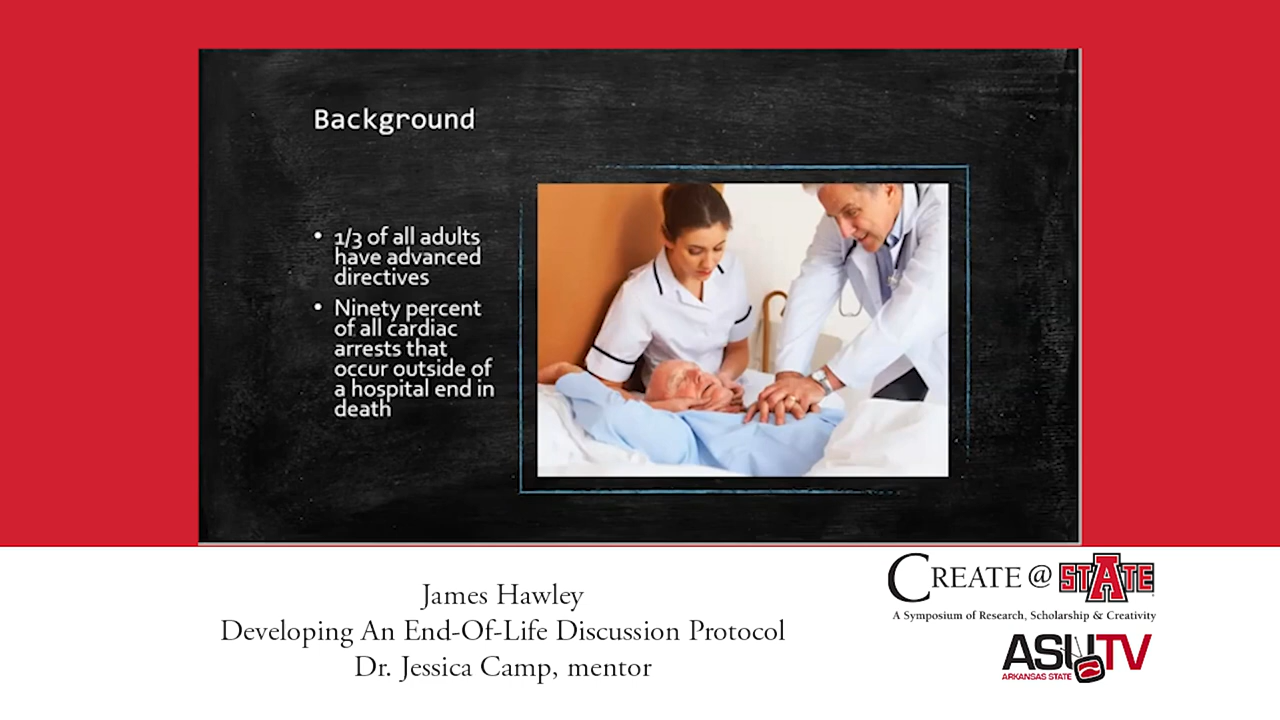 Background
• 1/3 of all adults
have advanced
directives
• Ninety percent
of all cardiac
arrests that
occur outside of
a hospital end in
death
James Hawley
Developing An End-Of-Life Discussion Protocol
Dr. Jessica Camp, mentor
CREATE @ STATE
A Symposium of Research, Scholarship & Creativity
ASUTV
ARKANSAS STATE